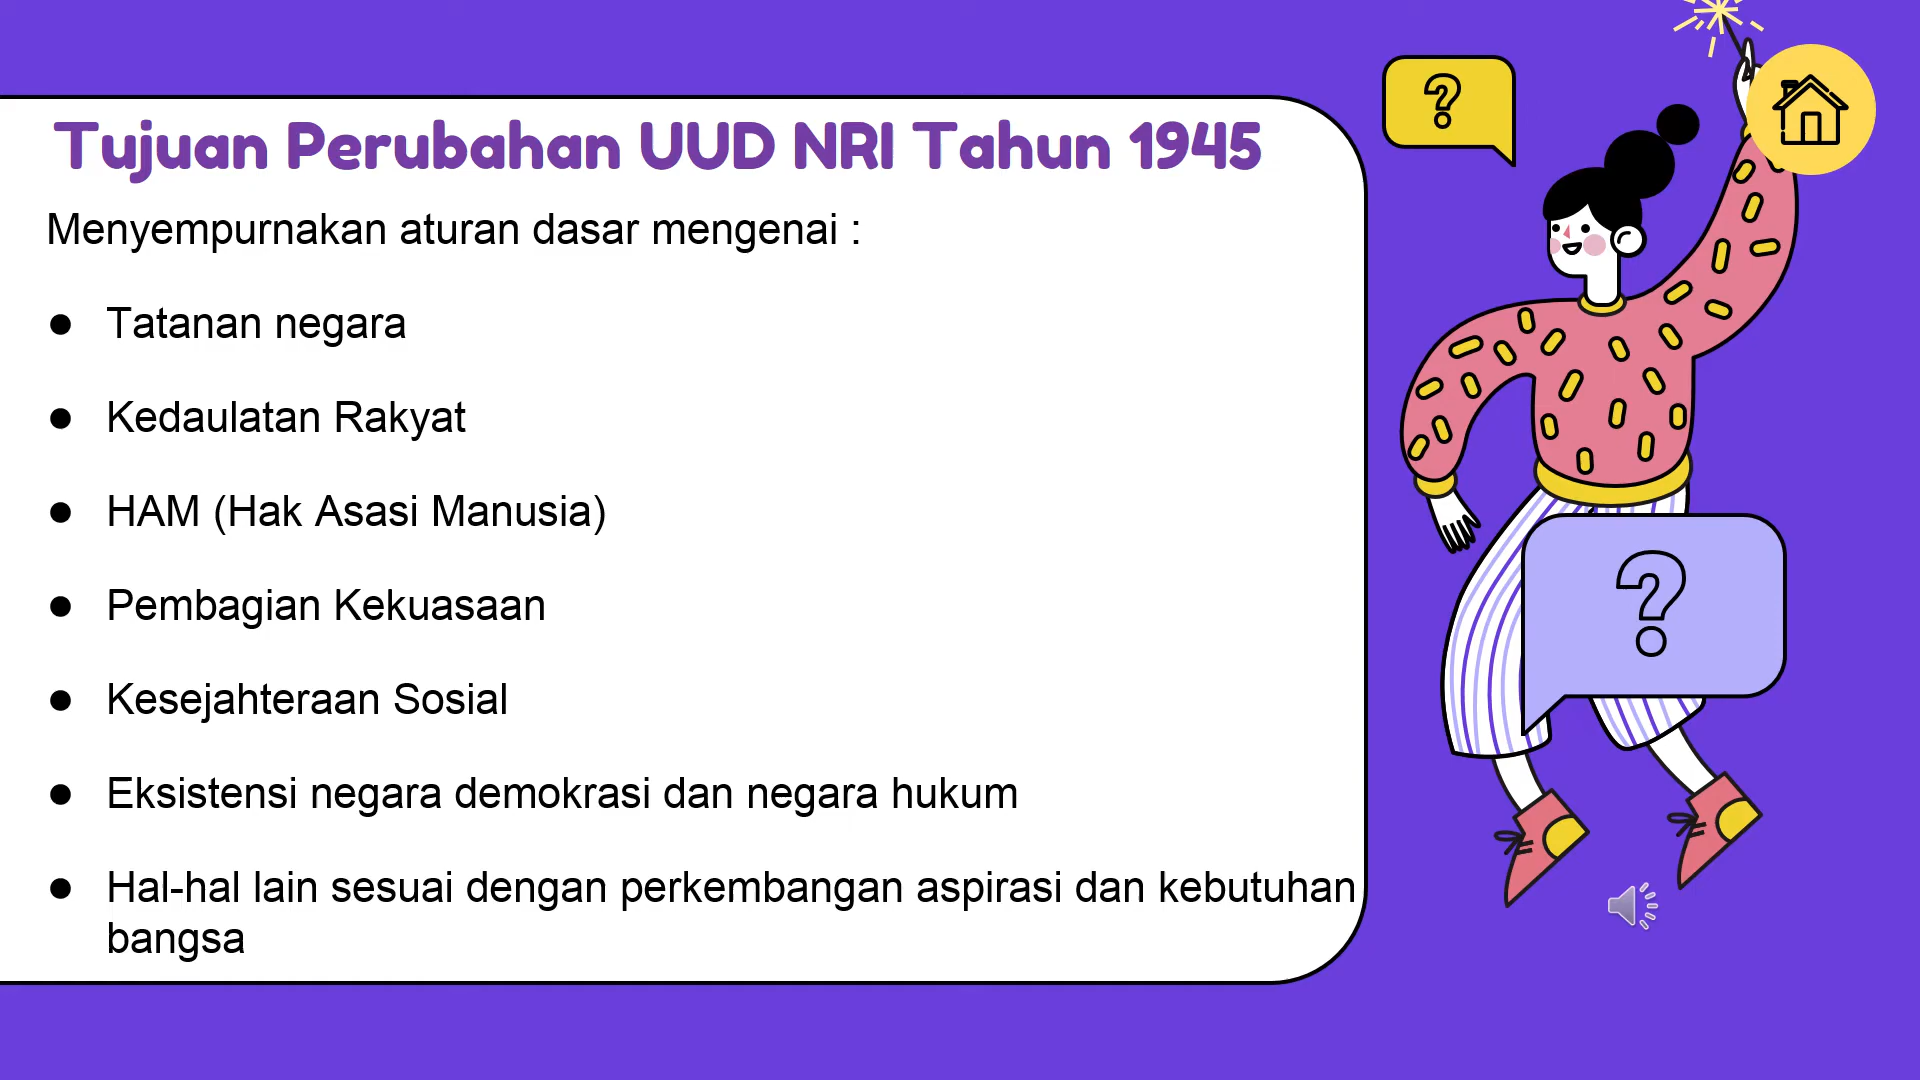 Tujuan Perubahan UUD NRI Tahun 1945
Menyempurnakan aturan dasar mengenai :
● Tatanan negara
● Kedaulatan Rakyat
● HAM (Hak Asasi Manusia)
● Pembagian Kekuasaan
● Kesejahteraan Sosial
● Eksistensi negara demokrasi dan negara hukum
● Hal-hal lain sesuai dengan perkembangan aspirasi dan kebutuhan
bangsa
?
?